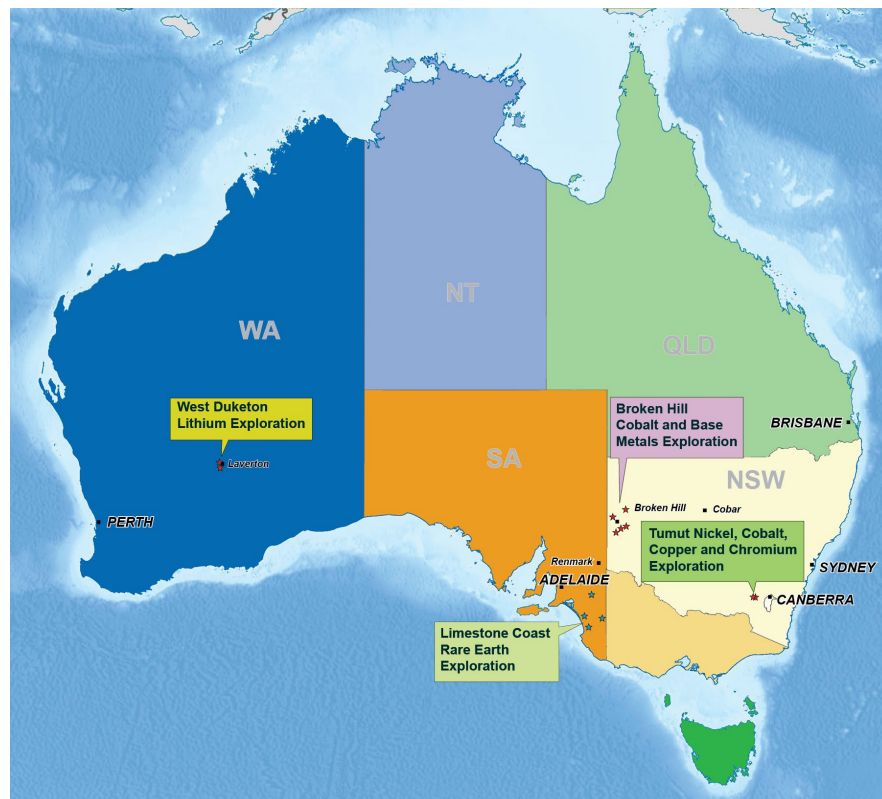 NT
WA
QLD
West Duketon
Lithium Exploration
Broken Hill
Cobalt and Base
Metals Exploration
BRISBANE
SA
Laverton
NSW
Broken Hill
Cobar
PERTH
Tumut Nickel, Cobalt,
Copper and Chromium
Exploration
Renmark
SYDNEY
ADELAIDE
CANBERRA
Limestone Coast
Rare Earth
Exploration